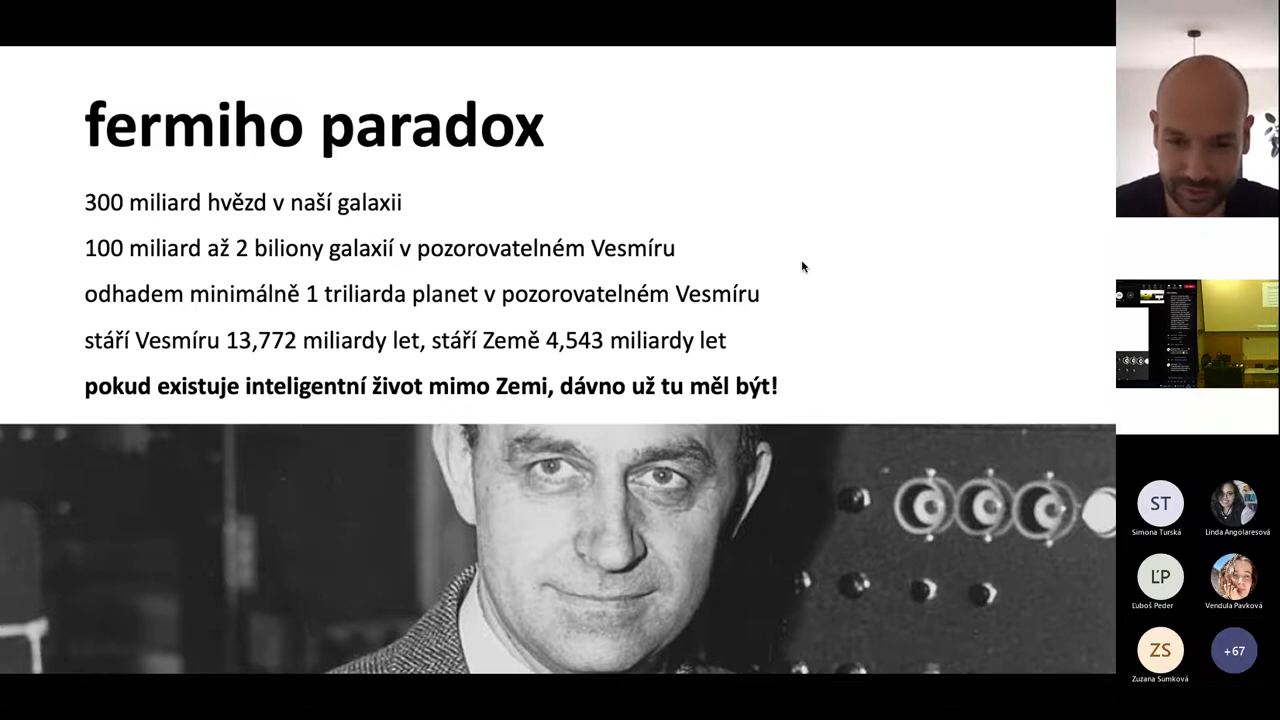 fermiho paradox
300 miliard hvězd v naší galaxii
100 miliard až 2 biliony galaxií v pozorovatelném Vesmíru
odhadem minimálně 1 triliarda planet v pozorovatelném Vesmíru
stáří Vesmíru 13,772 miliardy let, stáří Země 4,543 miliardy let
pokud existuje inteligentní život mimo Zemi, dávno už tu měl být!
ST
Simona Turská
Linda Angolaresová
ĽP
Ľuboš Peder
Vendula Pavková
ZS
Zuzana Sumková
+67